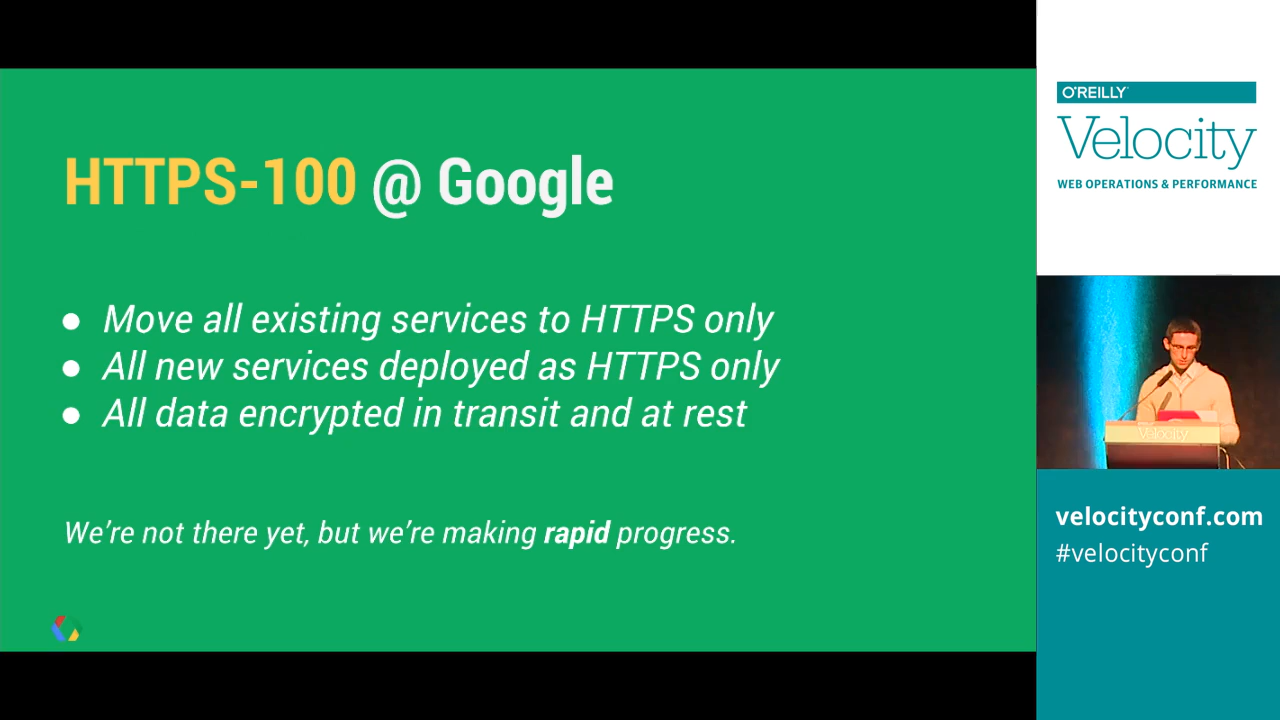 HTTPS-100 @ Google
● Move all existing services to HTTPS only
● All new services deployed as HTTPS only
● All data encrypted in transit and at rest
We're not there yet, but we're making rapid progress.
O'REILLY
Velocity
WEB OPERATIONS & PERFORMANCE
Velocity
velocityconf.com
#velocityconf